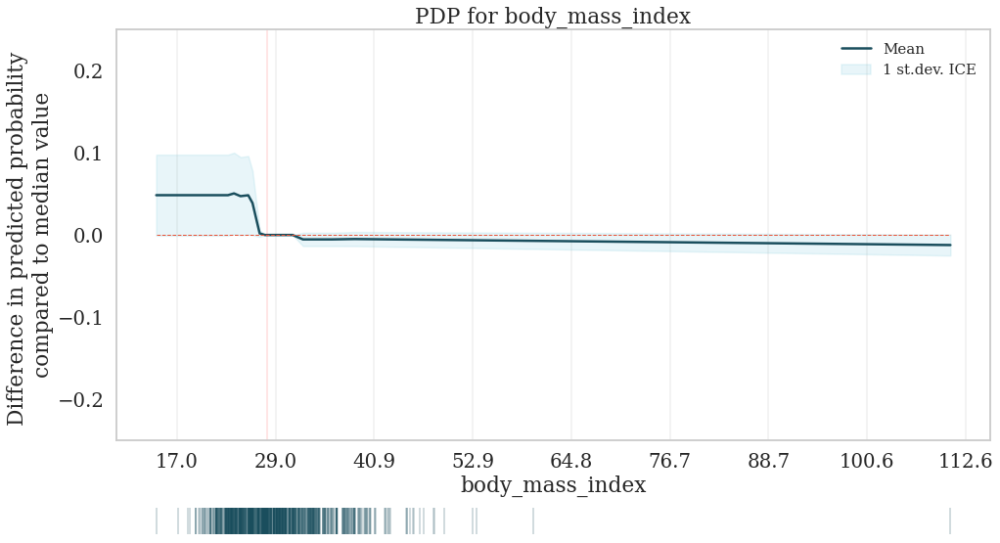 PDP for body_mass_index
Difference in predicted probability
compared to median value
Mean
1 st.dev. ICE
0.2
0.1
0.0
−0.1
−0.2
17.0
29.0
40.9
52.9
64.8
76.7
88.7
100.6
112.6
body_mass_index